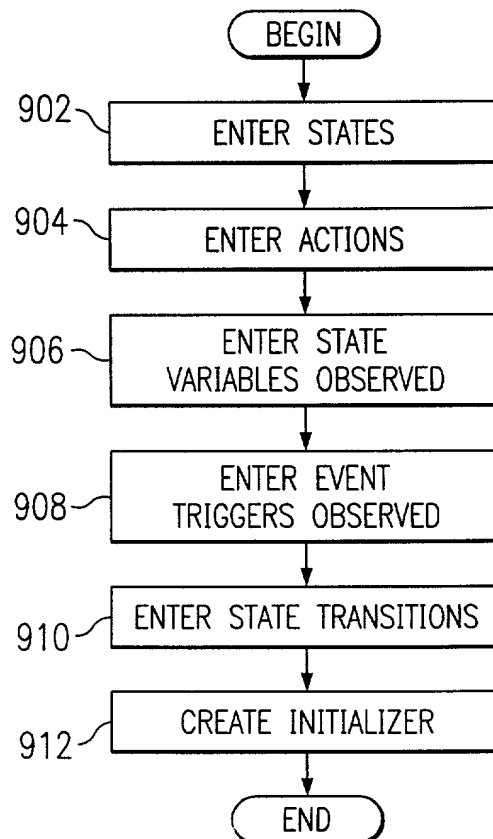 BEGIN
902
ENTER STATES
904
ENTER ACTIONS
906
ENTER STATE
VARIABLES OBSERVED
908
ENTER EVENT
TRIGGERS OBSERVED
910
ENTER STATE TRANSITIONS
912
CREATE INITIALIZER
END